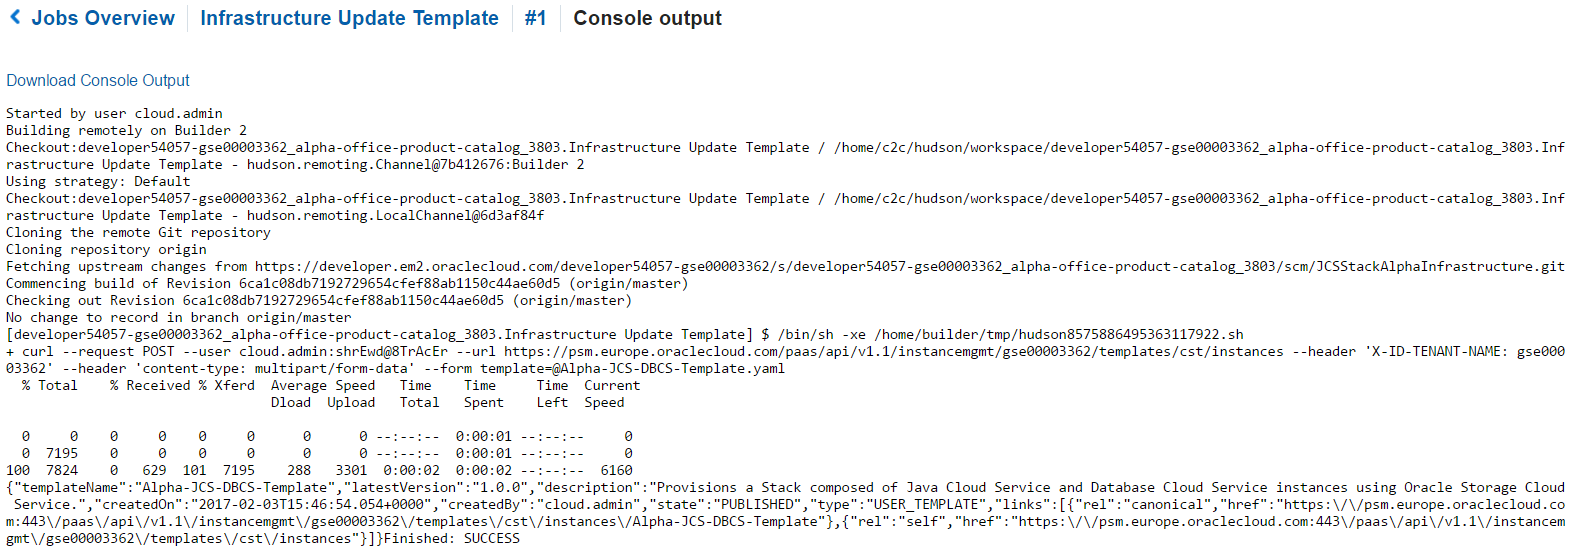 Jobs Overview Infrastructure Update Template #1 Console output
Download Console Output
Started by user cloud.admin
Building remotely on Builder 2
Checkout:developer54057-gse00003362_alpha-office-product-catalog_3803.Infrastructure Update Template / /home/c2c/hudson/workspace/developer54057-gse00003362_alpha-office-product-catalog_3803.Inf
rastructure Update Template - hudson.remoting.Channel@7b412676:Builder 2
Using strategy: Default
Checkout:developer54057-gse00003362_alpha-office-product-catalog_3803.Infrastructure Update Template / /home/c2c/hudson/workspace/developer54057-gse00003362_alpha-office-product-catalog_3803.Inf
rastructure Update Template - hudson.remoting.LocalChannel@6d3af84f
Cloning the remote Git repository
Cloning repository origin
Fetching upstream changes from https://developer.em2.oraclecloud.com/developer54057-gse00003362/s/developer54057-gse00003362_alpha-office-product-catalog_3803/scm/JCSStackAlphaInfrastructure.git
Commencing build of Revision 6ca1c08db7192729654cfef88ab1150c44ae60d5 (origin/master)
Checking out Revision 6ca1c08db7192729654cfef88ab1150c44ae60d5 (origin/master)
No change to record in branch origin/master
[developer54057-gse00003362_alpha-office-product-catalog_3803.Infrastructure Update Template] $ /bin/sh -xe /home/builder/tmp/hudson8575886495363117922.sh
+ curl --request POST --user cloud.admin:shrEwd@8TrAcEr --url https://psm.europe.oraclecloud.com/paas/api/v1.1/instancemgmt/gse00003362/templates/cst/instances --header 'X-ID-TENANT-NAME: gse000
03362' --header 'content-type: multipart/form-data' --form template=@Alpha-JCS-DBCS-Template.yaml
% Total % Received % Xferd Average Speed Time Time Time Current
Dload Upload Total Spent Left Speed
0 0 0 0 0 0 0 0 --:--:-- 0:00:01 --:--:-- 0
0 7195 0 0 0 0 0 0 --:--:-- 0:00:01 --:--:-- 0
100 7824 0 629 101 7195 288 3301 0:00:02 0:00:02 --:--:-- 6160
{"templateName":"Alpha-JCS-DBCS-Template","latestVersion":"1.0.0","description":"Provisions a Stack composed of Java Cloud Service and Database Cloud Service instances using Oracle Storage Cloud
Service.","createdOn":"2017-02-03T15:46:54.054+0000","createdBy":"cloud.admin","state":"PUBLISHED","type":"USER_TEMPLATE","links":[{"rel":"canonical","href":"https:\/\/psm.europe.oraclecloud.co
m:443\/paas\/api\/v1.1\/instancemgmt\/gse00003362\/templates\/cst\/instances\/Alpha-JCS-DBCS-Template"},{"rel":"self","href":"https:\/\/psm.europe.oraclecloud.com:443\/paas\/api\/v1.1\/instancem
gmt\/gse00003362\/templates\/cst\/instances"}]}Finished: SUCCESS